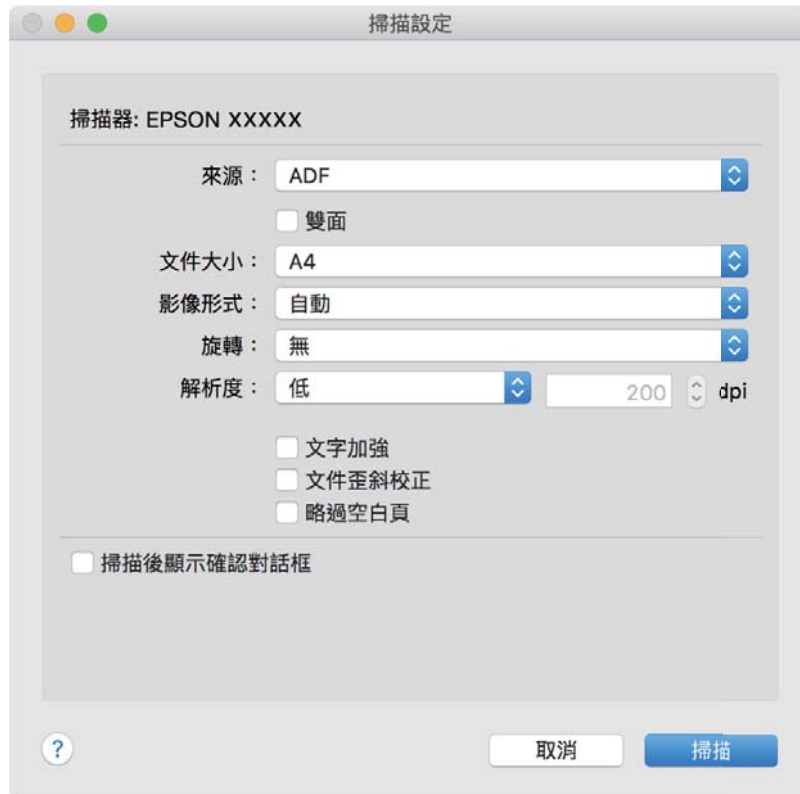 掃描設定
掃描器: EPSON XXXXX
來源： ADF
雙面
文件大小： A4
影像形式： 自動
旋轉： 無
解析度： 低 200 dpi
文字加強
文件歪斜校正
略過空白頁
掃描後顯示確認對話框
? 取消 掃描